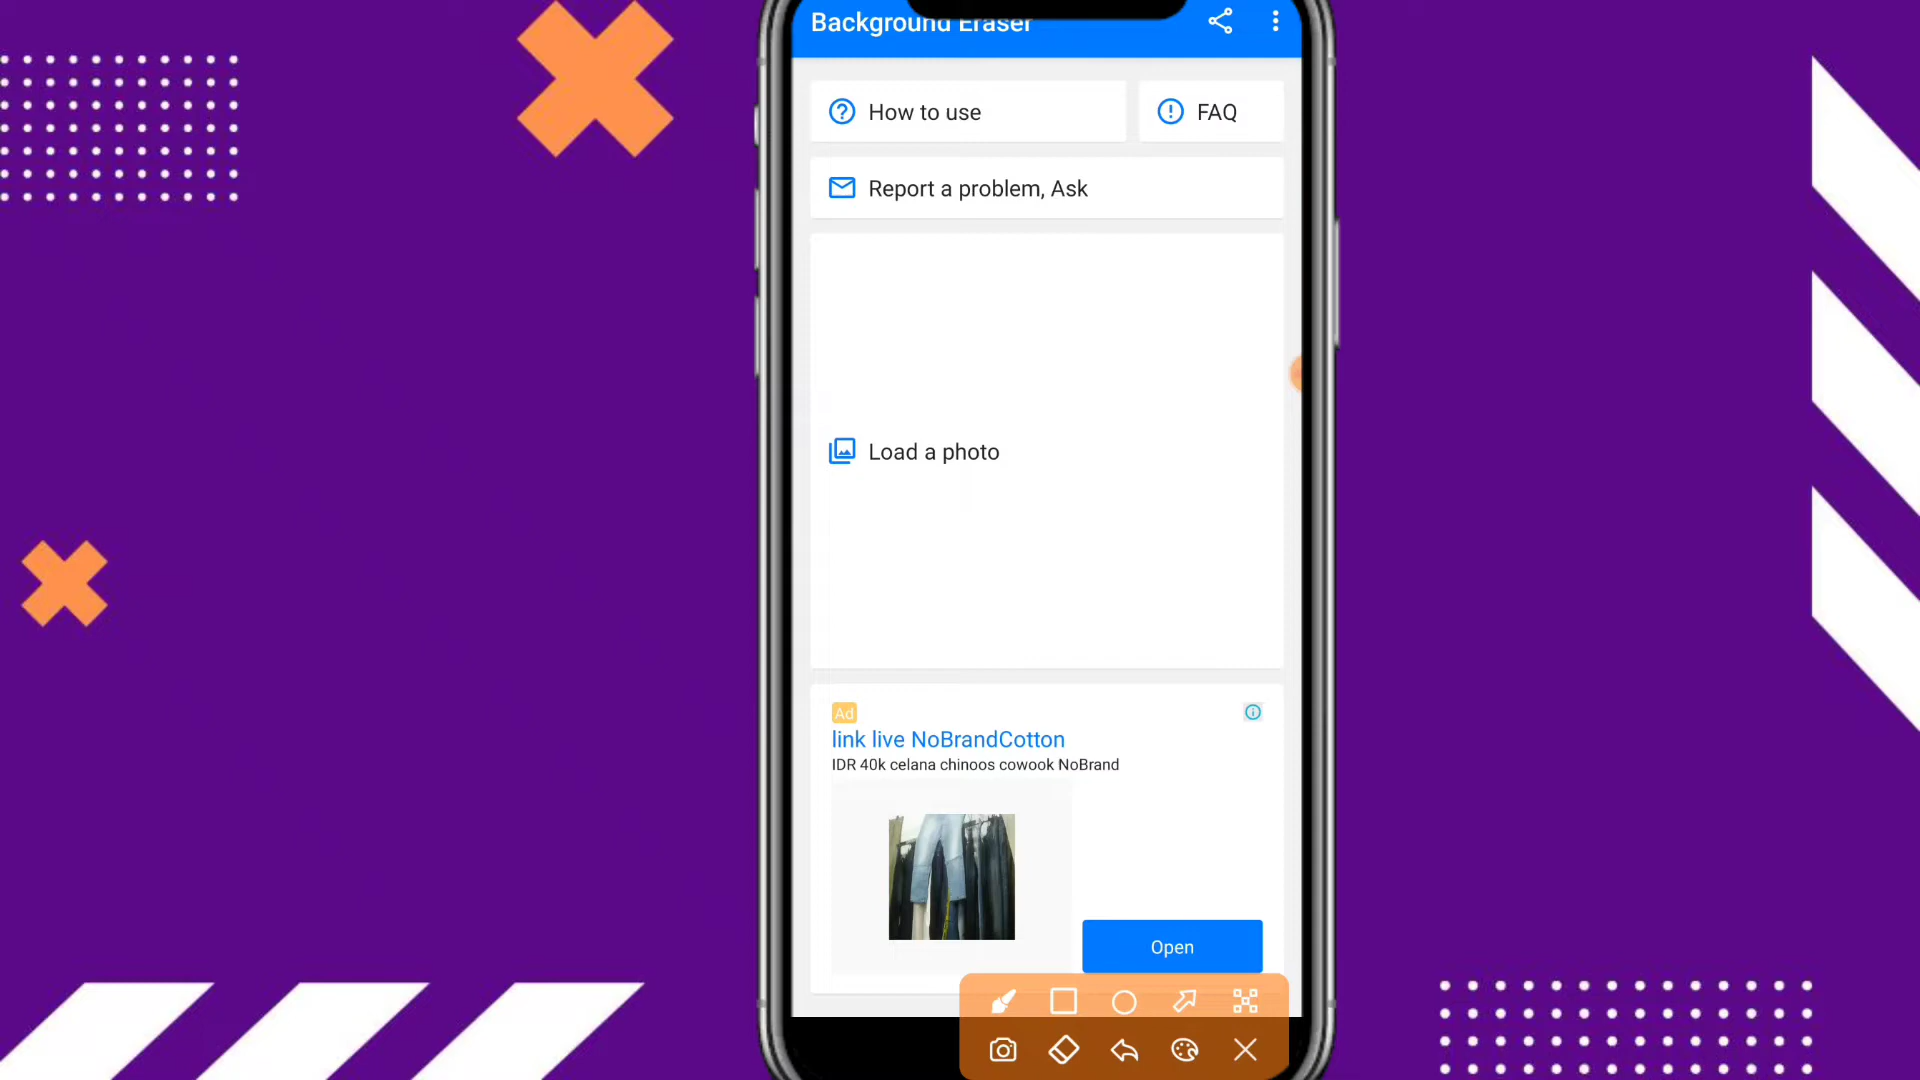 Background Eraser
How to use
FAQ
Report a problem, Ask
Load a photo
Ad
link live NoBrandCotton
IDR 40k celana chinoos cowook NoBrand
Open